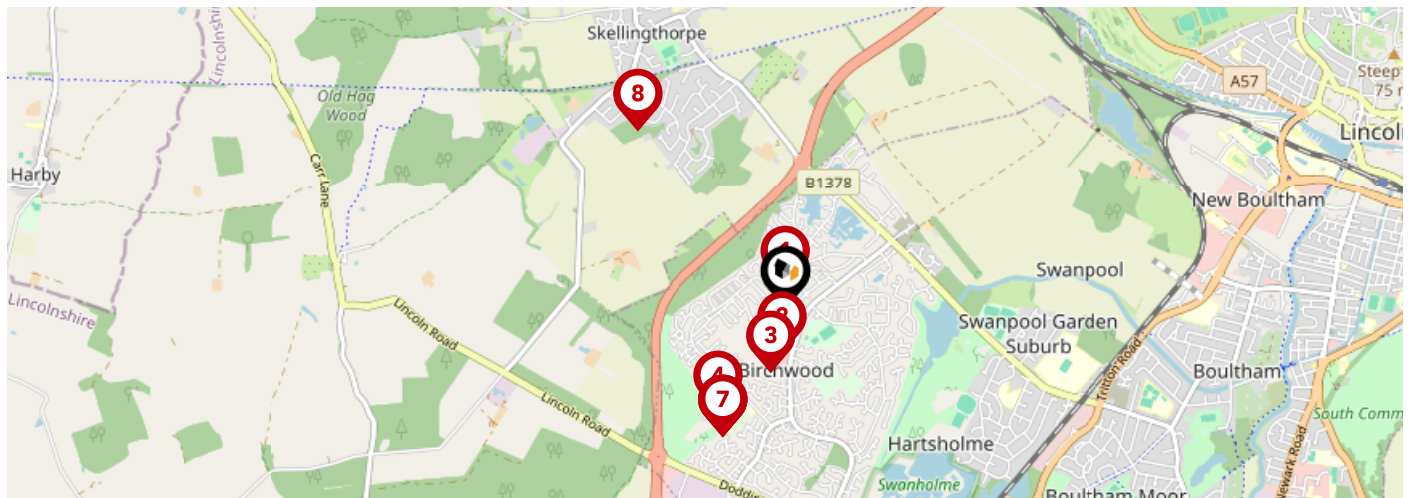 Skellingthorpe
Lincolnshire
A57
Steep
75 m
8
Old Hag
Wood
Lincoln
Carr Lane
Harby
B1378
New Boultham
Swanpool
Lincolnshire
Lincoln Road
Swanpool Garden
Suburb
3
Birchwood
4
7
Tritton Road
Boultham
Lincoln Road
South Comm
Hartsholme
Newark Road
Swanholme
Dodding
Boultham Moor